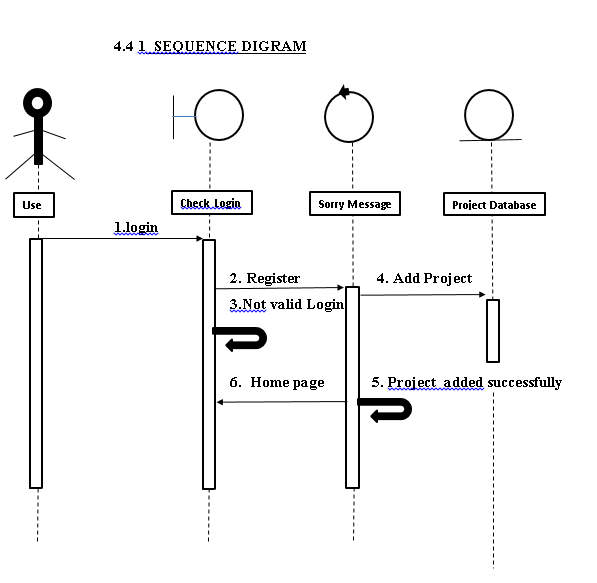 4.4 1 SEQUENCE DIGRAM
Use
Check Login
Sorry Message
Project Database
1.login
2. Register
4. Add Project
3.Not valid Login
6. Home page
5. Project added successfully